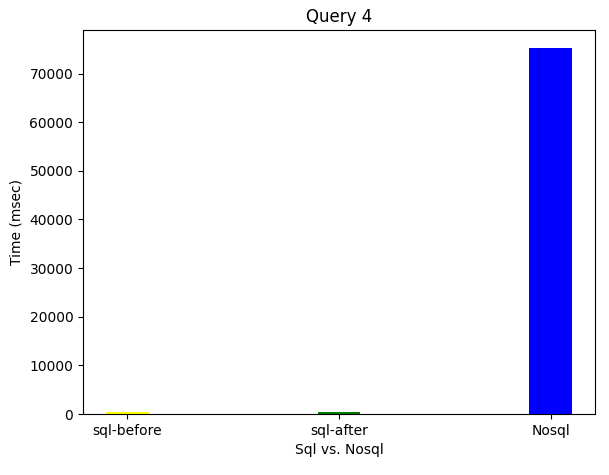 Query 4
Time (msec)
70000
60000
50000
40000
30000
20000
10000
0
sql-before
sql-after
Nosql
Sql vs. Nosql